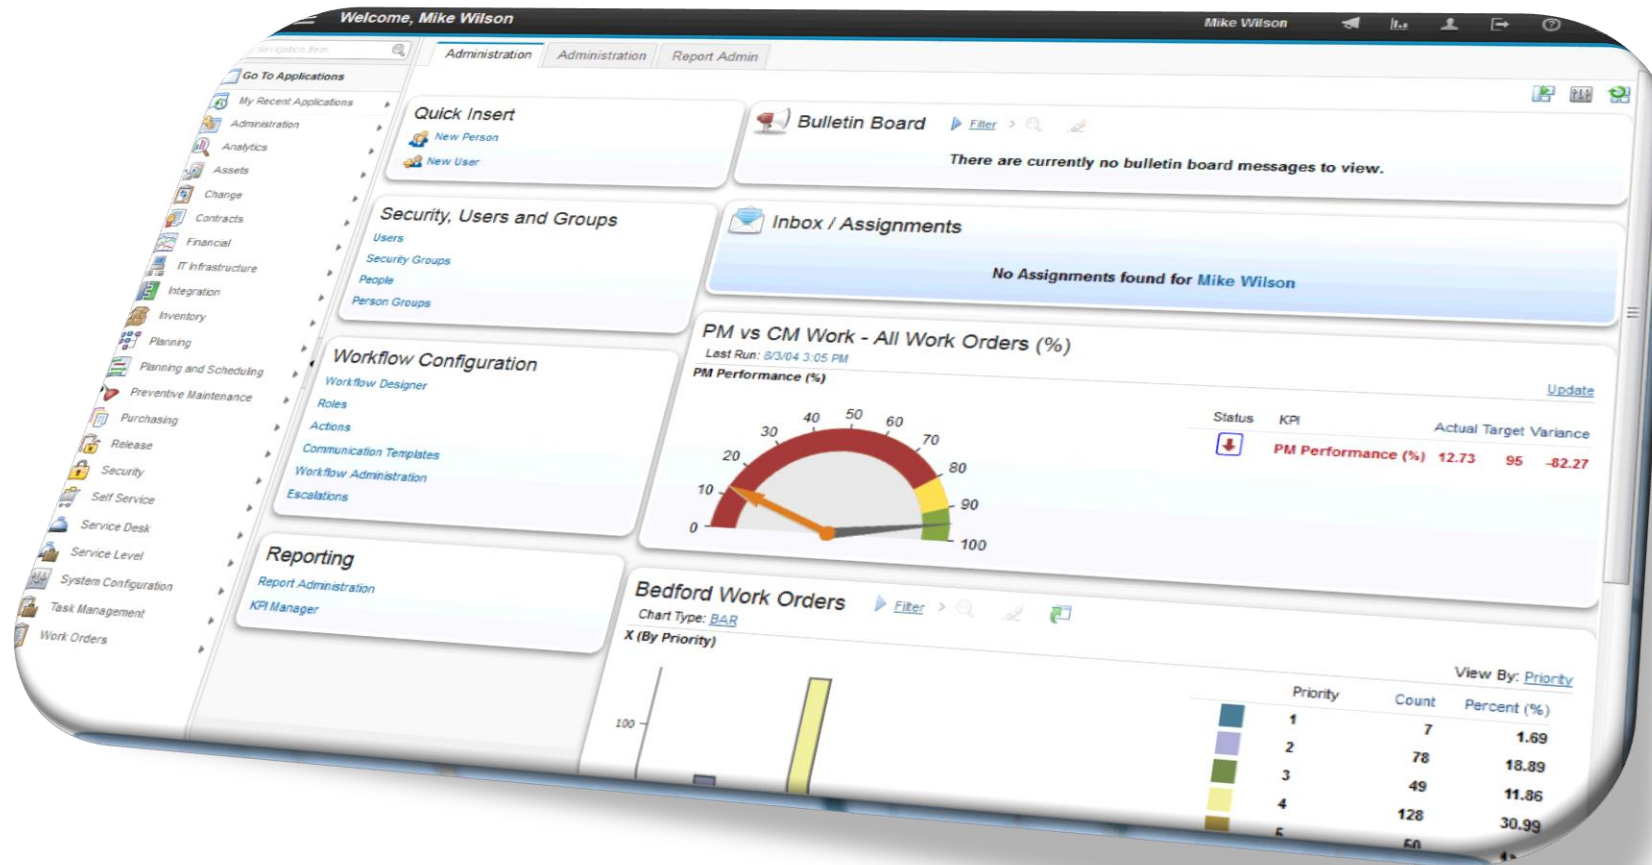 Welcome, Mike Wilson
Mike Wilson
Navigation Item
Go To Applications
My Recent Applications
Administration
Analytics
Assets
Change
Contracts
Financial
IT Infrastructure
Integration
Inventory
Planning
Planning and Scheduling
Preventive Maintenance
Purchasing
Release
Security
Self Service
Service Desk
Service Level
System Configuration
Task Management
Work Orders
Administration Administration Report Admin
Quick Insert
New Person
New User
Security, Users and Groups
Users
Security Groups
People
Person Groups
Workflow Configuration
Workflow Designer
Roles
Actions
Communication Templates
Workflow Administration
Escalations
Reporting
Report Administration
KPI Manager
Bulletin Board Filter
There are currently no bulletin board messages to view.
Inbox / Assignments
No Assignments found for Mike Wilson
PM vs CM Work - All Work Orders (%)
Last Run: 8/3/04 3:05 PM
Update
PM Performance (%)
0 10 20 30 40 50 60 70 80 90 100
Status KPI Actual Target Variance
PM Performance (%) 12.73 95 -82.27
Bedford Work Orders Filter
Chart Type: BAR
X (By Priority)
100
View By: Priority
Priority Count Percent (%)
1 7 1.69
2 78 18.89
3 49 11.86
4 128 30.99